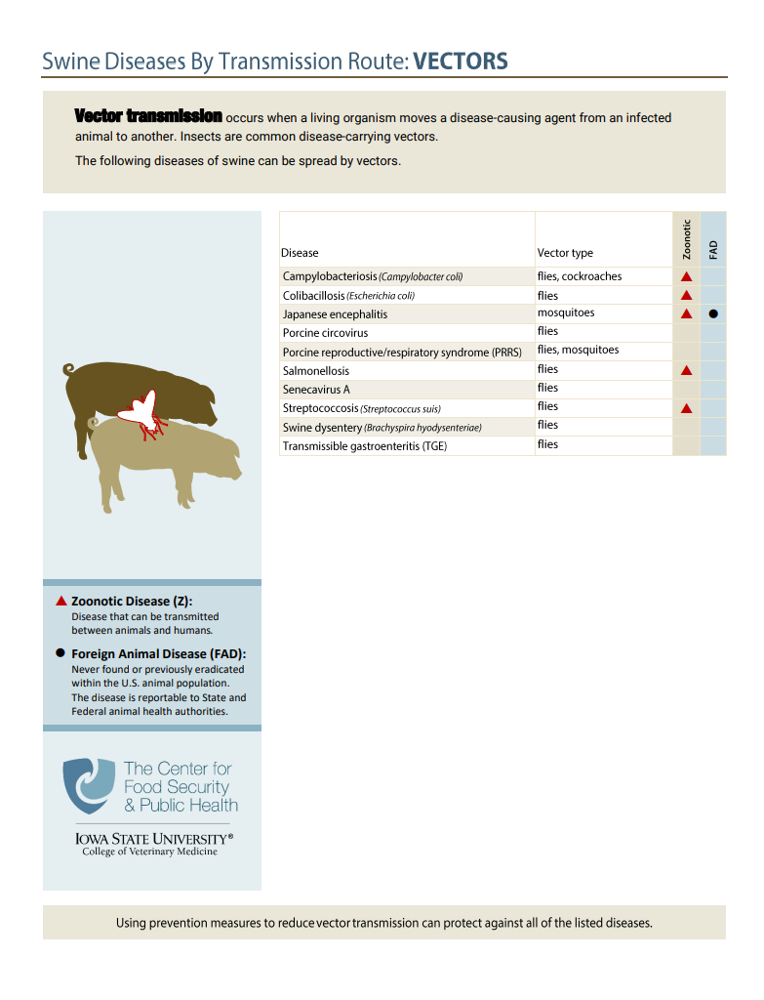 Swine Diseases By Transmission Route: VECTORS
Vector transmission occurs when a living organism moves a disease-causing agent from an infected
animal to another. Insects are common disease-carrying vectors.
The following diseases of swine can be spread by vectors.
Disease Vector type Zoonotic FAD
Campylobacteriosis (Campylobacter coli) flies, cockroaches ▲
Colibacillosis (Escherichia coli) flies ▲
Japanese encephalitis mosquitoes ▲ ●
Porcine circovirus flies
Porcine reproductive/respiratory syndrome (PRRS) flies, mosquitoes
Salmonellosis flies ▲
Senecavirus A flies
Streptococcosis (Streptococcus suis) flies ▲
Swine dysentery (Brachyspira hyodysenteriae) flies
Transmissible gastroenteritis (TGE) flies
▲ Zoonotic Disease (Z):
Disease that can be transmitted
between animals and humans.
● Foreign Animal Disease (FAD):
Never found or previously eradicated
within the U.S. animal population.
The disease is reportable to State and
Federal animal health authorities.
The Center for
Food Security
& Public Health
IOWA STATE UNIVERSITY®
College of Veterinary Medicine
Using prevention measures to reduce vector transmission can protect against all of the listed diseases.